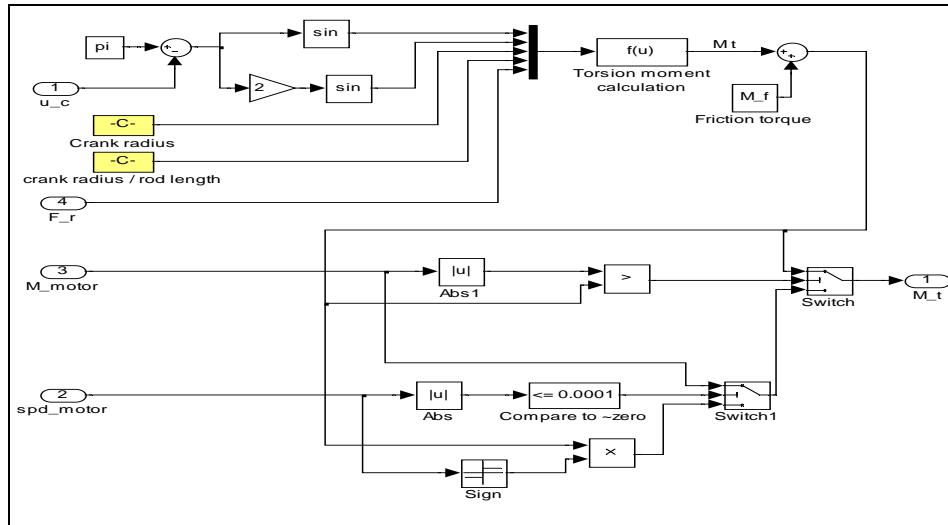 pi
+
−
sin
1
u_c
2
sin
f(u)
Torsion moment
calculation
Mt
+
+
M_f
Friction torque
-C-
Crank radius
-C-
crank radius / rod length
4
F_r
3
M_motor
|u|
Abs1
>
Switch
1
M_t
2
spd_motor
|u|
Abs
<= 0.0001
Compare to ~zero
Switch1
×
Sign